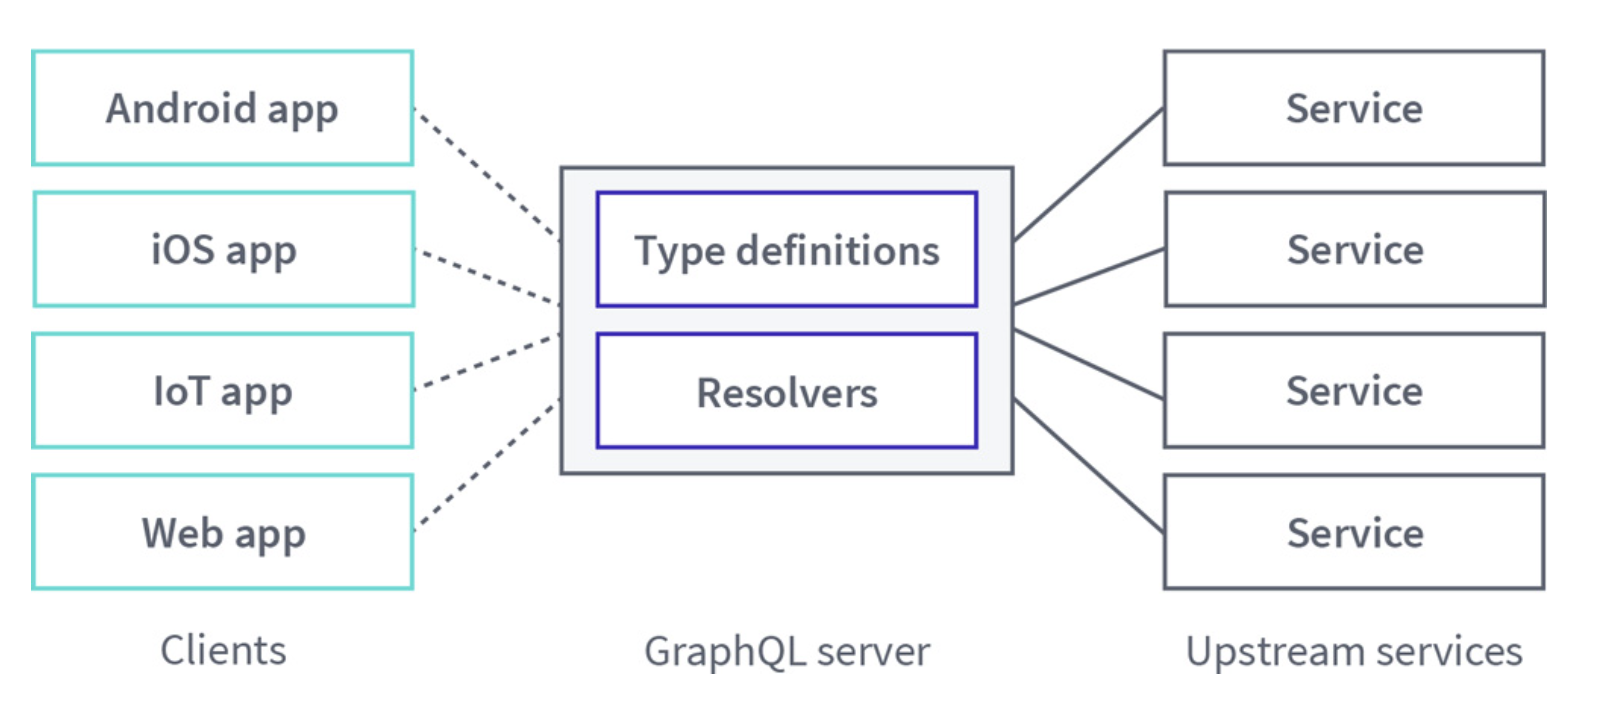 Android app
iOS app
IoT app
Web app
Clients
Type definitions
Resolvers
GraphQL server
Service
Service
Service
Service
Upstream services